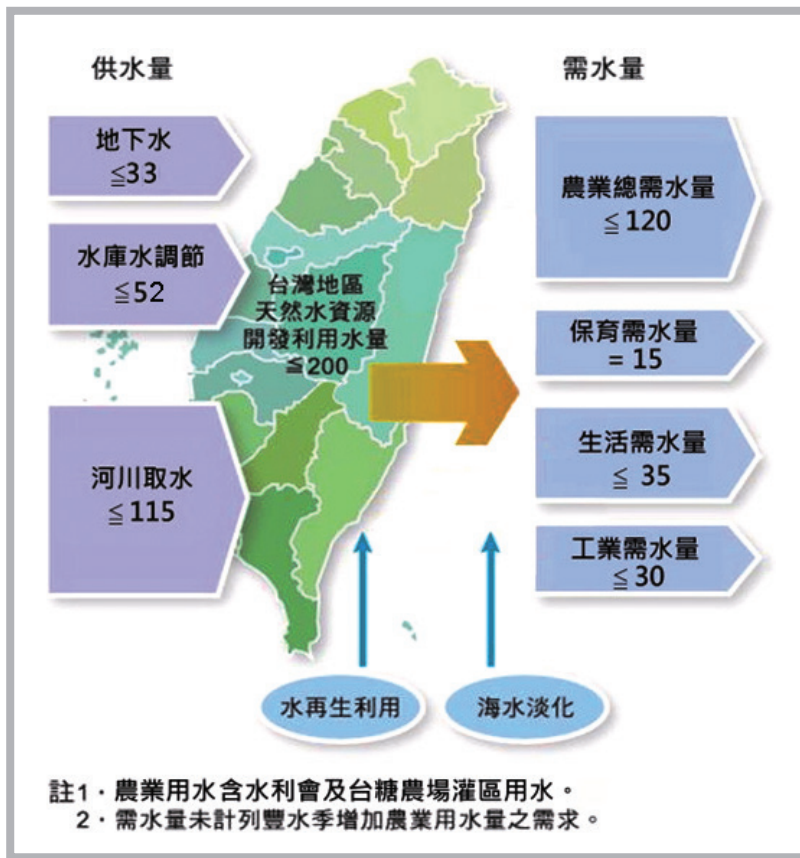 供水量
地下水
≦33
水庫水調節
≦52
河川取水
≦115
台灣地區
天然水資源
開發利用水量
≦200
需水量
農業總需水量
≦ 120
保育需水量
= 15
生活需水量
≦ 35
工業需水量
≦ 30
水再生利用
海水淡化
註1．農業用水含水利會及台糖農場灌區用水。
2．需水量未計列豐水季增加農業用水量之需求。